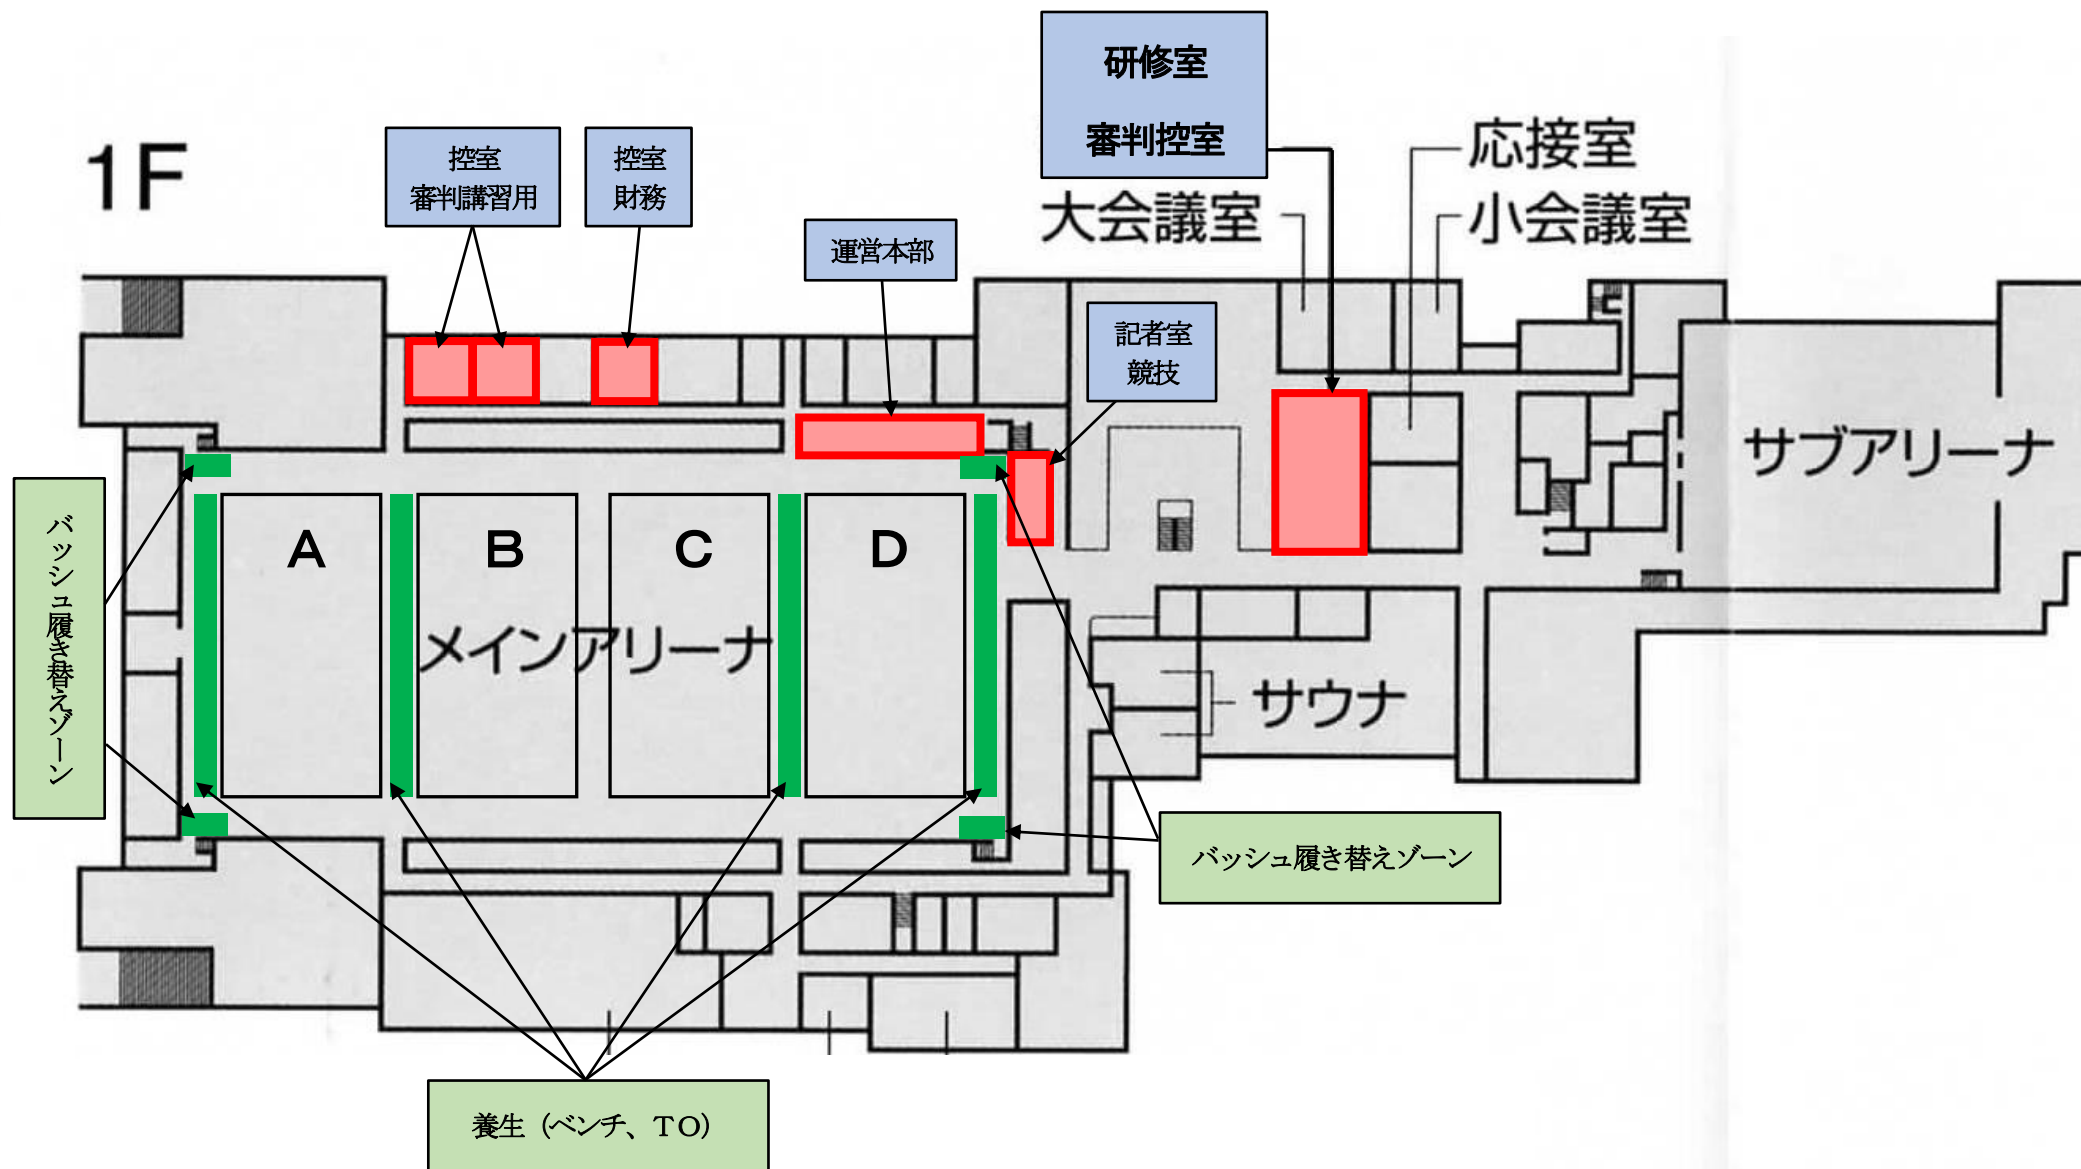 研修室
審判控室
1F
控室
審判講習用
控室
財務
応接室
大会議室
小会議室
運営本部
記者室
競技
サブアリーナ
バッシュ履き替えゾーン
A
B
C
D
メインアリーナ
サウナ
バッシュ履き替えゾーン
養生（ベンチ、ＴＯ）